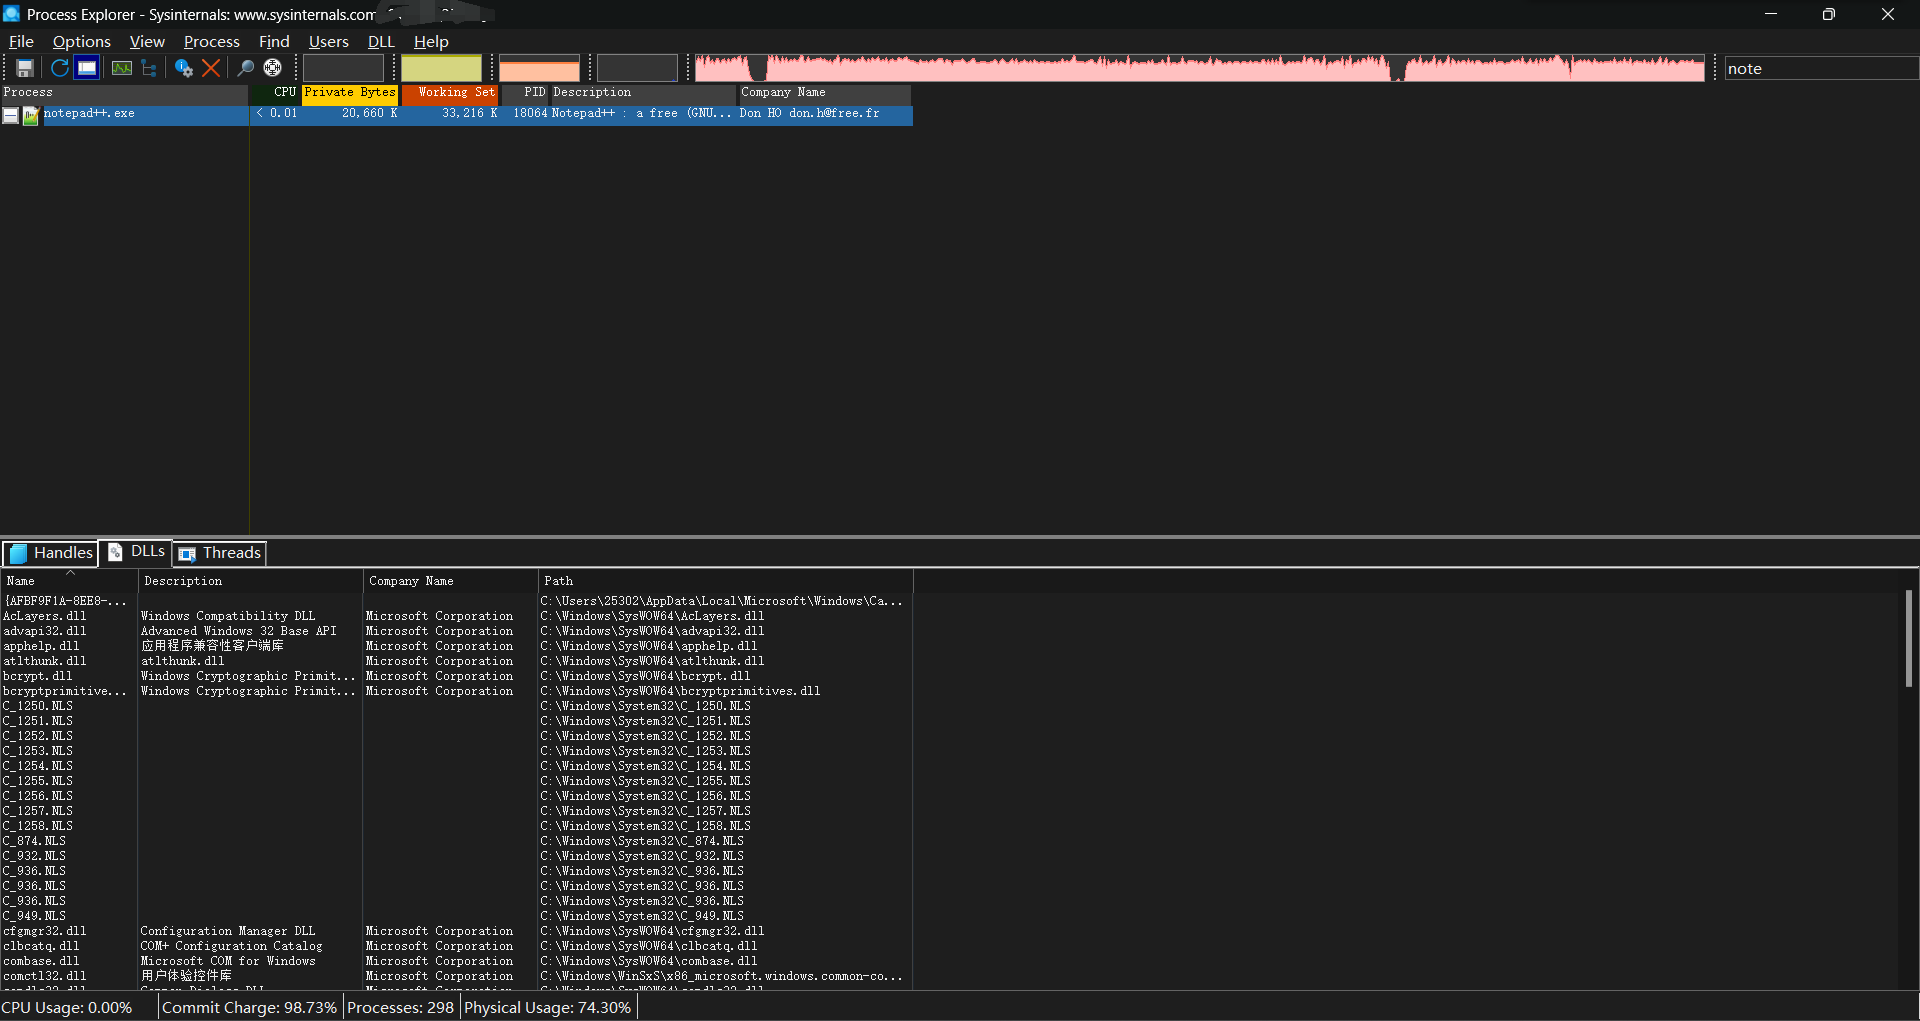 Process Explorer - Sysinternals: www.sysinternals.com
File Options View Process Find Users DLL Help
note
Process CPU Private Bytes Working Set PID Description Company Name
notepad++.exe < 0.01 20,660 K 33,216 K 18064 Notepad++ : a free (GNU... Don HO don.h@free.fr
Handles DLLs Threads
Name Description Company Name Path
{AFBF9F1A-8EE8-... C:\Users\25302\AppData\Local\Microsoft\Windows\Ca...
AcLayers.dll Windows Compatibility DLL Microsoft Corporation C:\Windows\SysWOW64\AcLayers.dll
advapi32.dll Advanced Windows 32 Base API Microsoft Corporation C:\Windows\SysWOW64\advapi32.dll
apphelp.dll 应用程序兼容性客户端库 Microsoft Corporation C:\Windows\SysWOW64\apphelp.dll
atlthunk.dll atlthunk.dll Microsoft Corporation C:\Windows\SysWOW64\atlthunk.dll
bcrypt.dll Windows Cryptographic Primit... Microsoft Corporation C:\Windows\SysWOW64\bcrypt.dll
bcryptprimitive... Windows Cryptographic Primit... Microsoft Corporation C:\Windows\SysWOW64\bcryptprimitives.dll
C_1250.NLS C:\Windows\System32\C_1250.NLS
C_1251.NLS C:\Windows\System32\C_1251.NLS
C_1252.NLS C:\Windows\System32\C_1252.NLS
C_1253.NLS C:\Windows\System32\C_1253.NLS
C_1254.NLS C:\Windows\System32\C_1254.NLS
C_1255.NLS C:\Windows\System32\C_1255.NLS
C_1256.NLS C:\Windows\System32\C_1256.NLS
C_1257.NLS C:\Windows\System32\C_1257.NLS
C_1258.NLS C:\Windows\System32\C_1258.NLS
C_874.NLS C:\Windows\System32\C_874.NLS
C_932.NLS C:\Windows\System32\C_932.NLS
C_936.NLS C:\Windows\System32\C_936.NLS
C_936.NLS C:\Windows\System32\C_936.NLS
C_936.NLS C:\Windows\System32\C_936.NLS
C_949.NLS C:\Windows\System32\C_949.NLS
cfgmgr32.dll Configuration Manager DLL Microsoft Corporation C:\Windows\SysWOW64\cfgmgr32.dll
clbcatq.dll COM+ Configuration Catalog Microsoft Corporation C:\Windows\SysWOW64\clbcatq.dll
combase.dll Microsoft COM for Windows Microsoft Corporation C:\Windows\SysWOW64\combase.dll
comctl32.dll 用户体验控件库 Microsoft Corporation C:\Windows\WinSxS\x86_microsoft.windows.common-co...
CPU Usage: 0.00% Commit Charge: 98.73% Processes: 298 Physical Usage: 74.30%